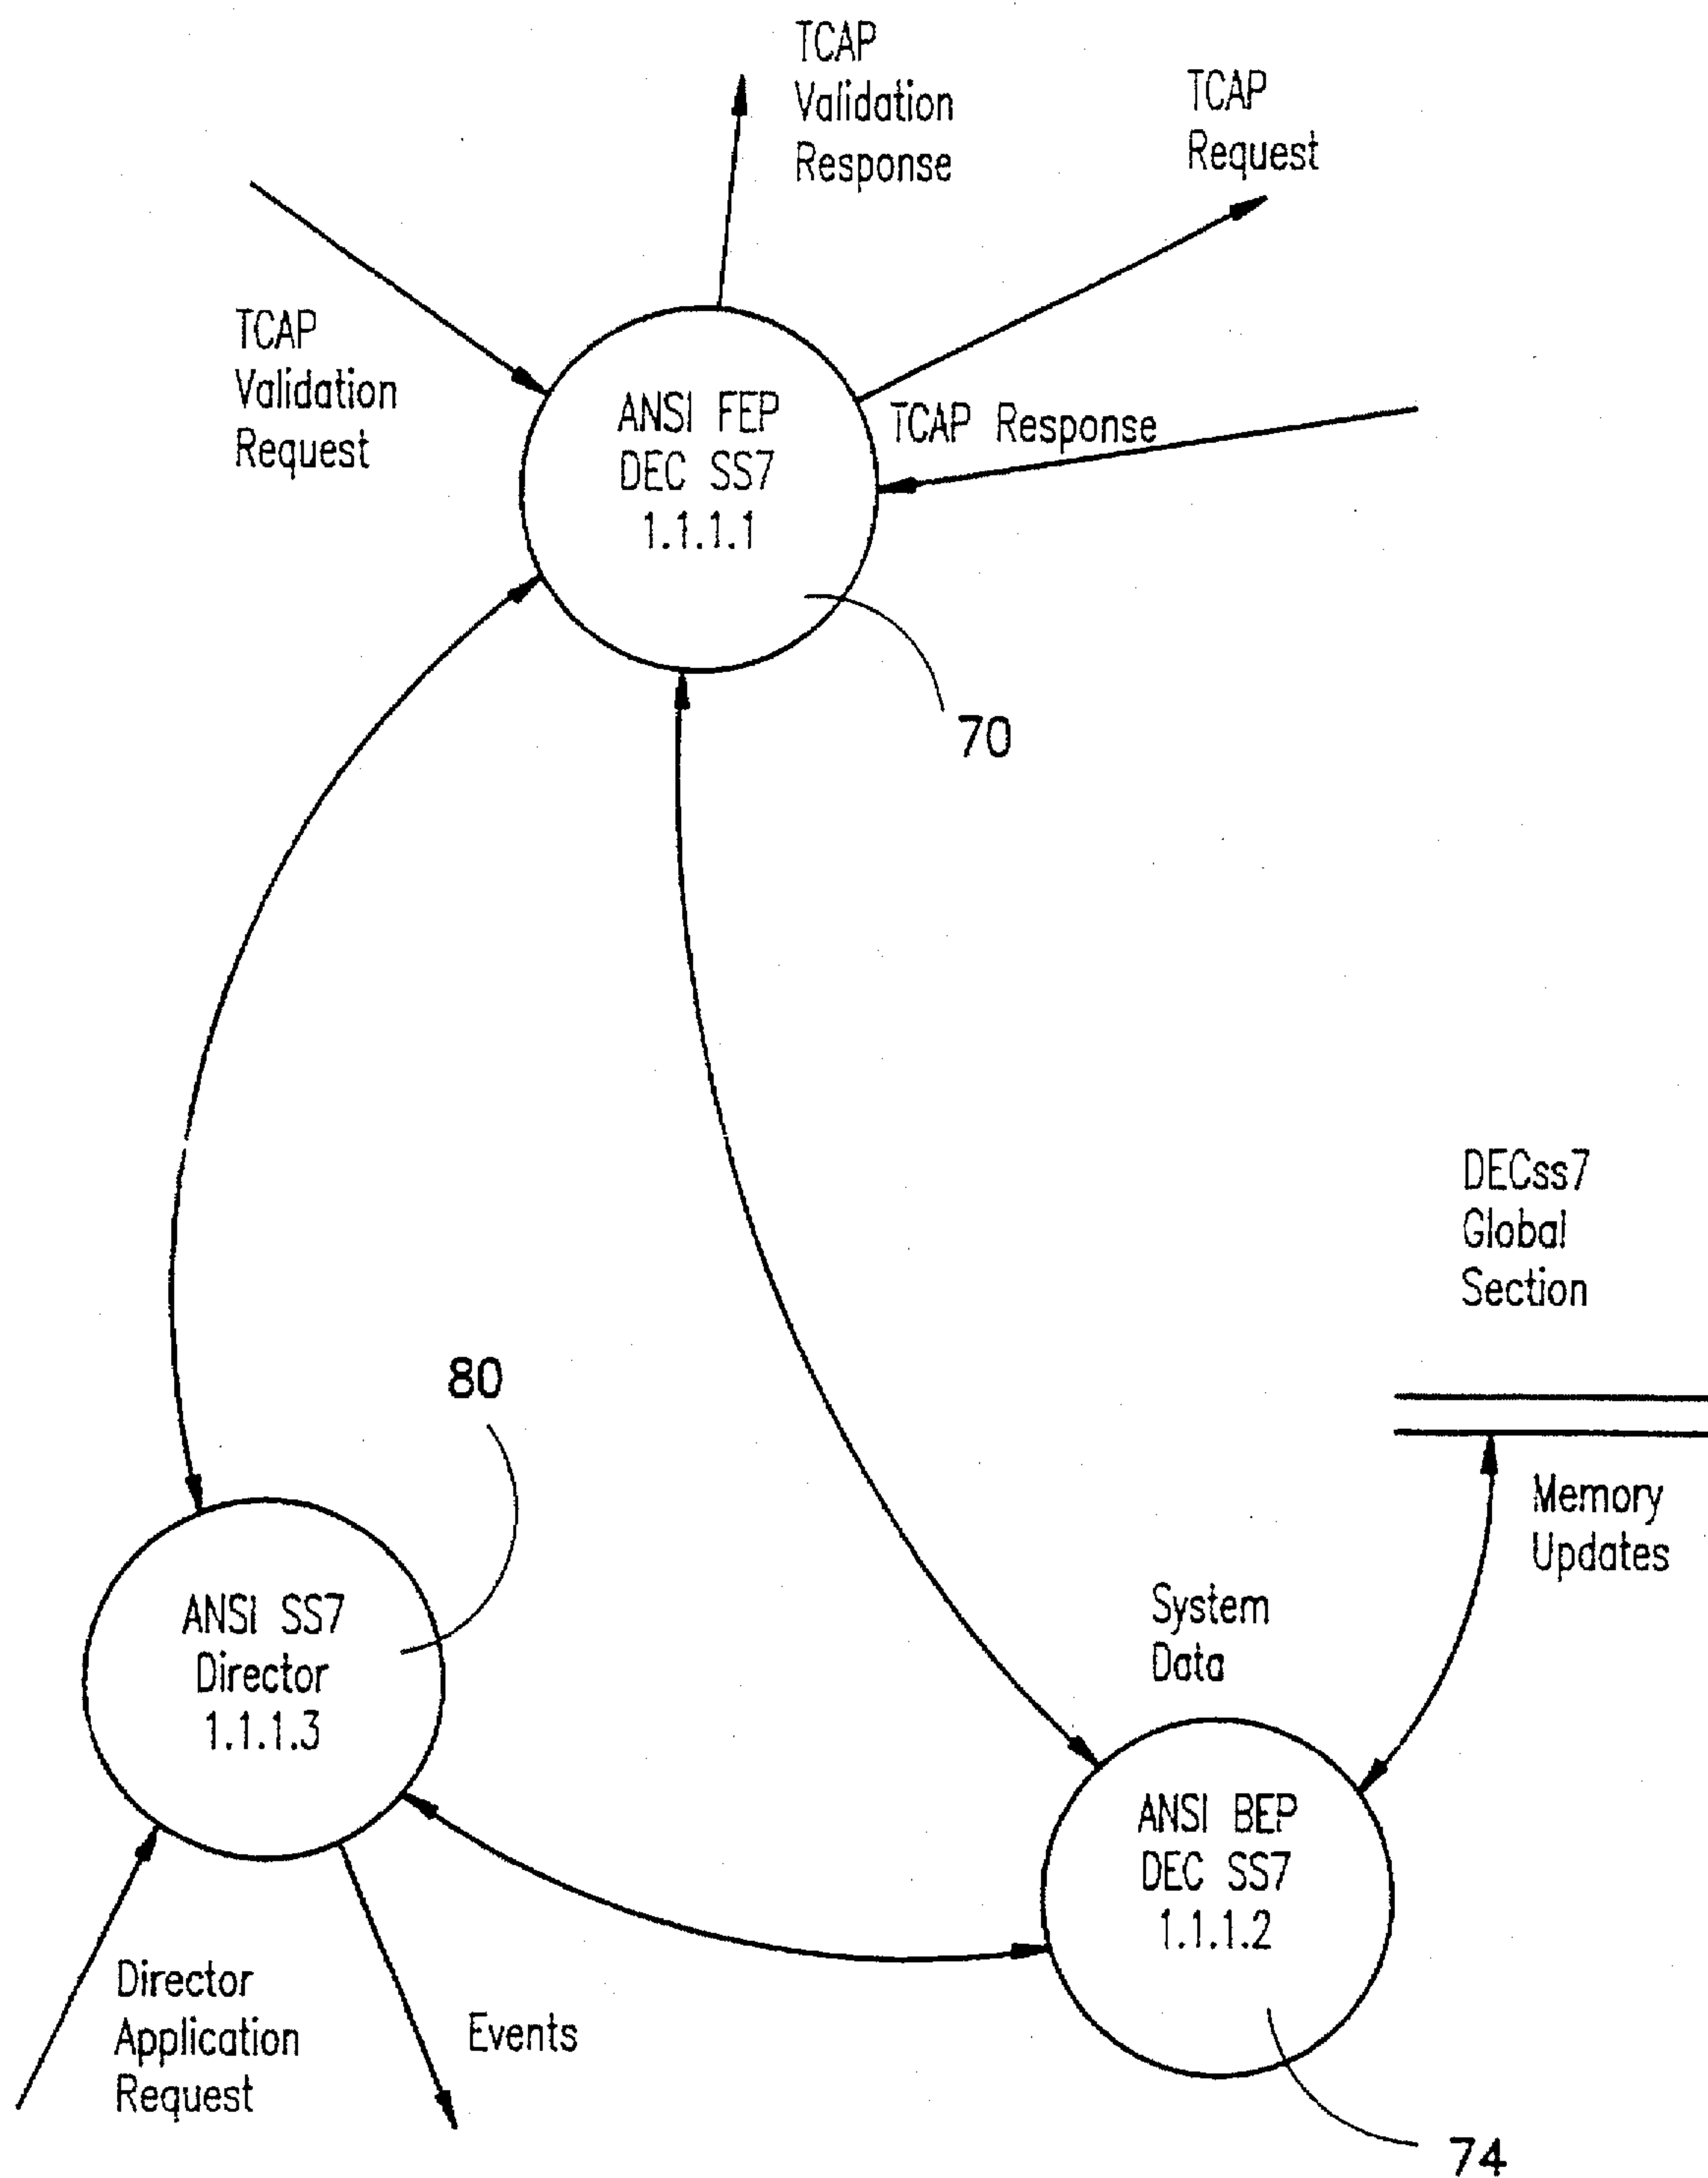 TCAP
Validation
Response
TCAP
Request
TCAP
Validation
Request
ANSI FEP
DEC SS7
1.1.1.1
TCAP Response
70
DECss7
Global
Section
80
Memory
Updates
System
Data
ANSI SS7
Director
1.1.1.3
ANSI BEP
DEC SS7
1.1.1.2
Director
Application
Request
Events
74